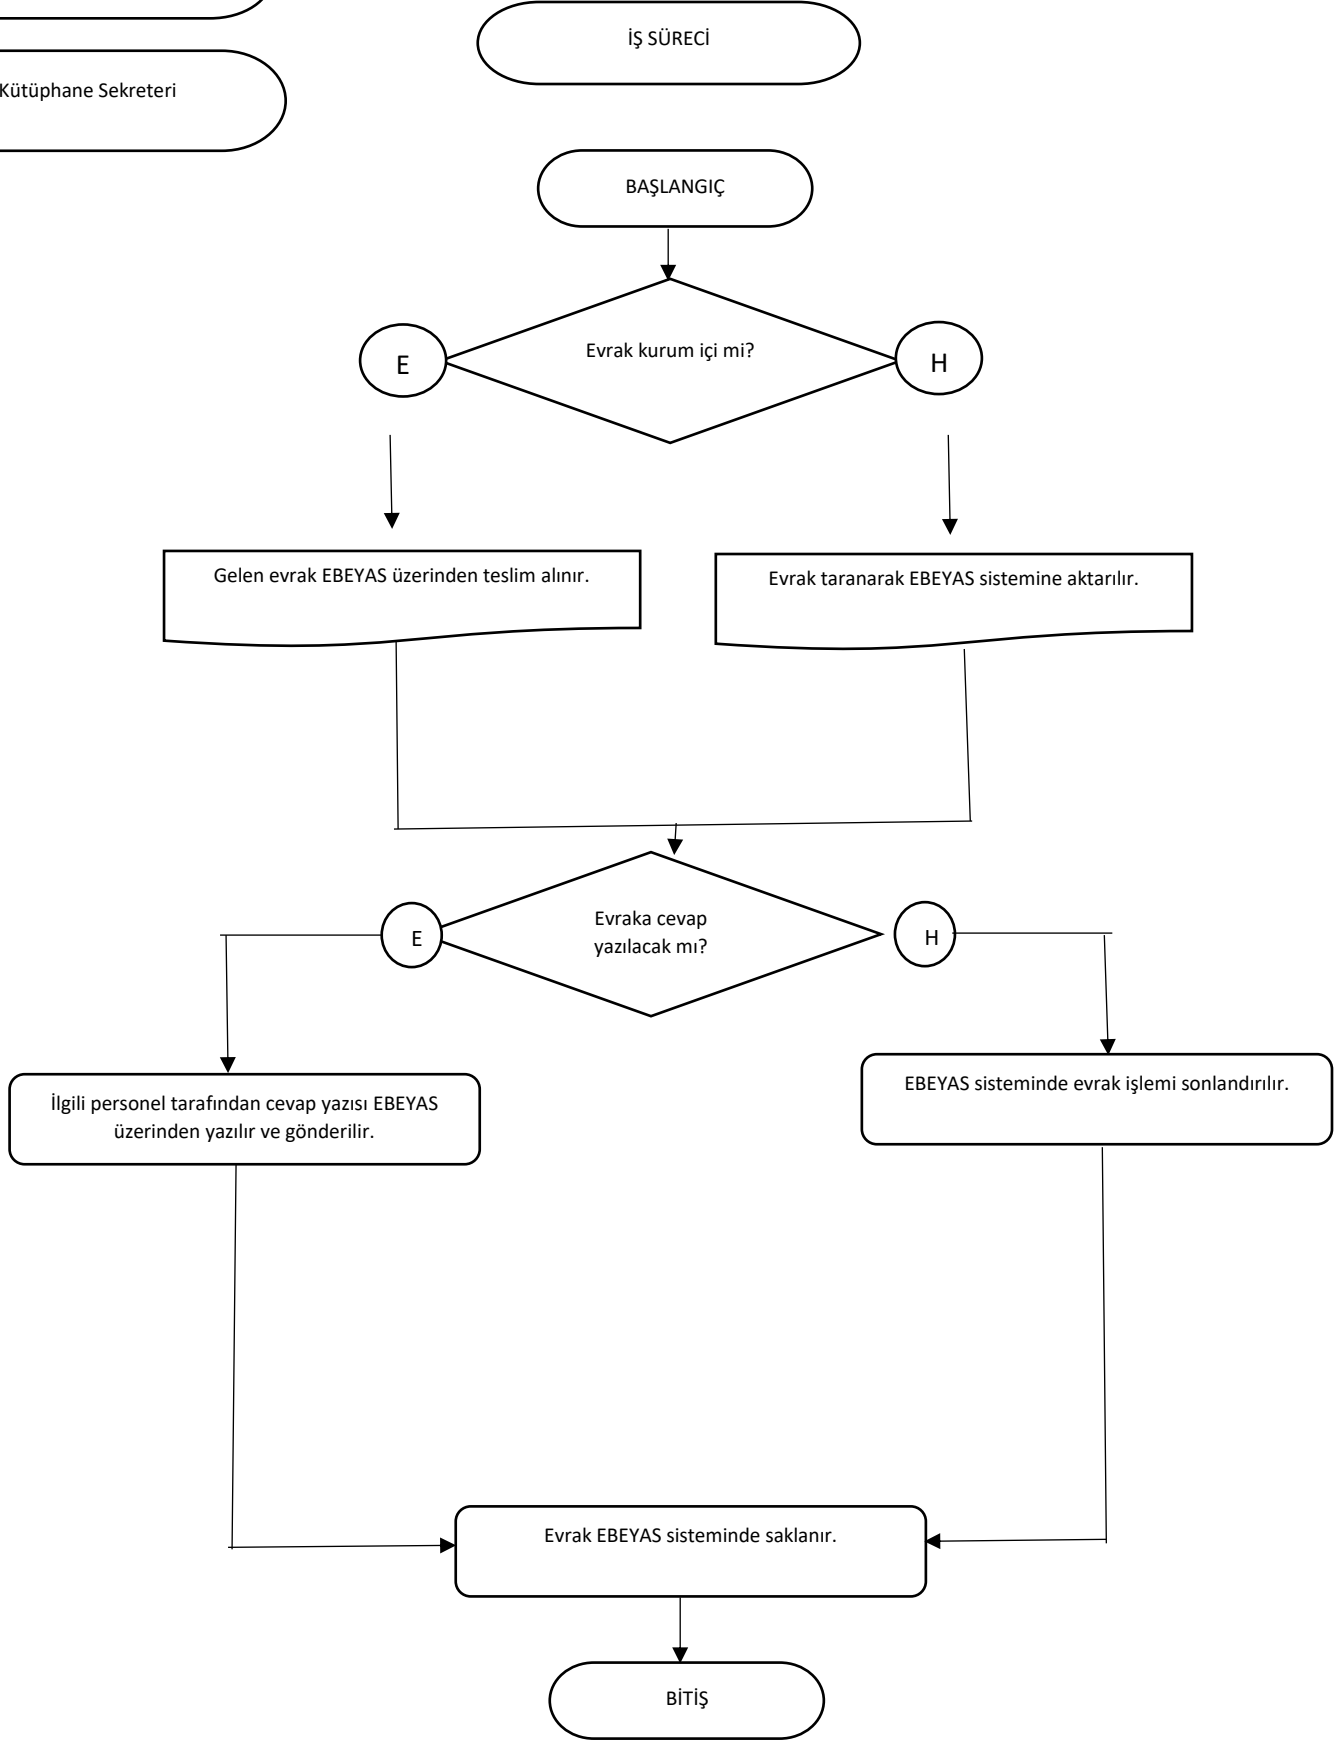 İŞ SÜRECİ
Kütüphane Sekreteri
BAŞLANGIÇ
Evrak kurum içi mi?
E
H
Gelen evrak EBEYAS üzerinden teslim alınır.
Evrak taranarak EBEYAS sistemine aktarılır.
Evraka cevap
yazılacak mı?
E
H
İlgili personel tarafından cevap yazısı EBEYAS
üzerinden yazılır ve gönderilir.
EBEYAS sisteminde evrak işlemi sonlandırılır.
Evrak EBEYAS sisteminde saklanır.
BİTİŞ